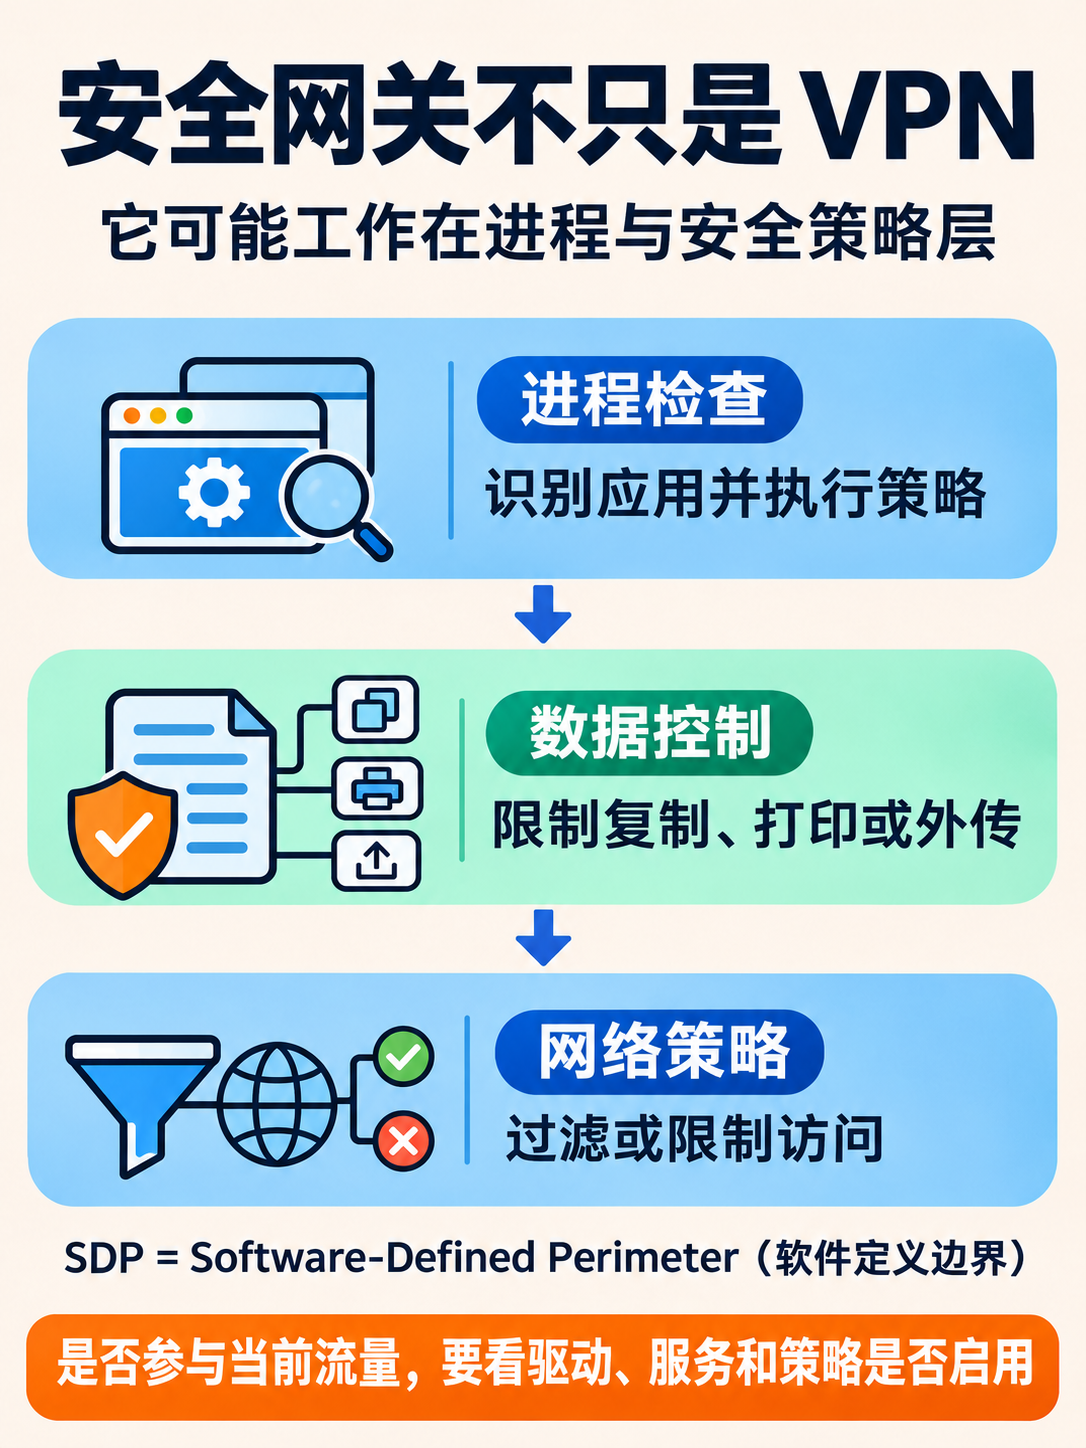 安全网关不只是 VPN
它可能工作在进程与安全策略层
进程检查
识别应用并执行策略
数据控制
限制复制、打印或外传
网络策略
过滤或限制访问
SDP = Software-Defined Perimeter（软件定义边界）
是否参与当前流量，要看驱动、服务和策略是否启用